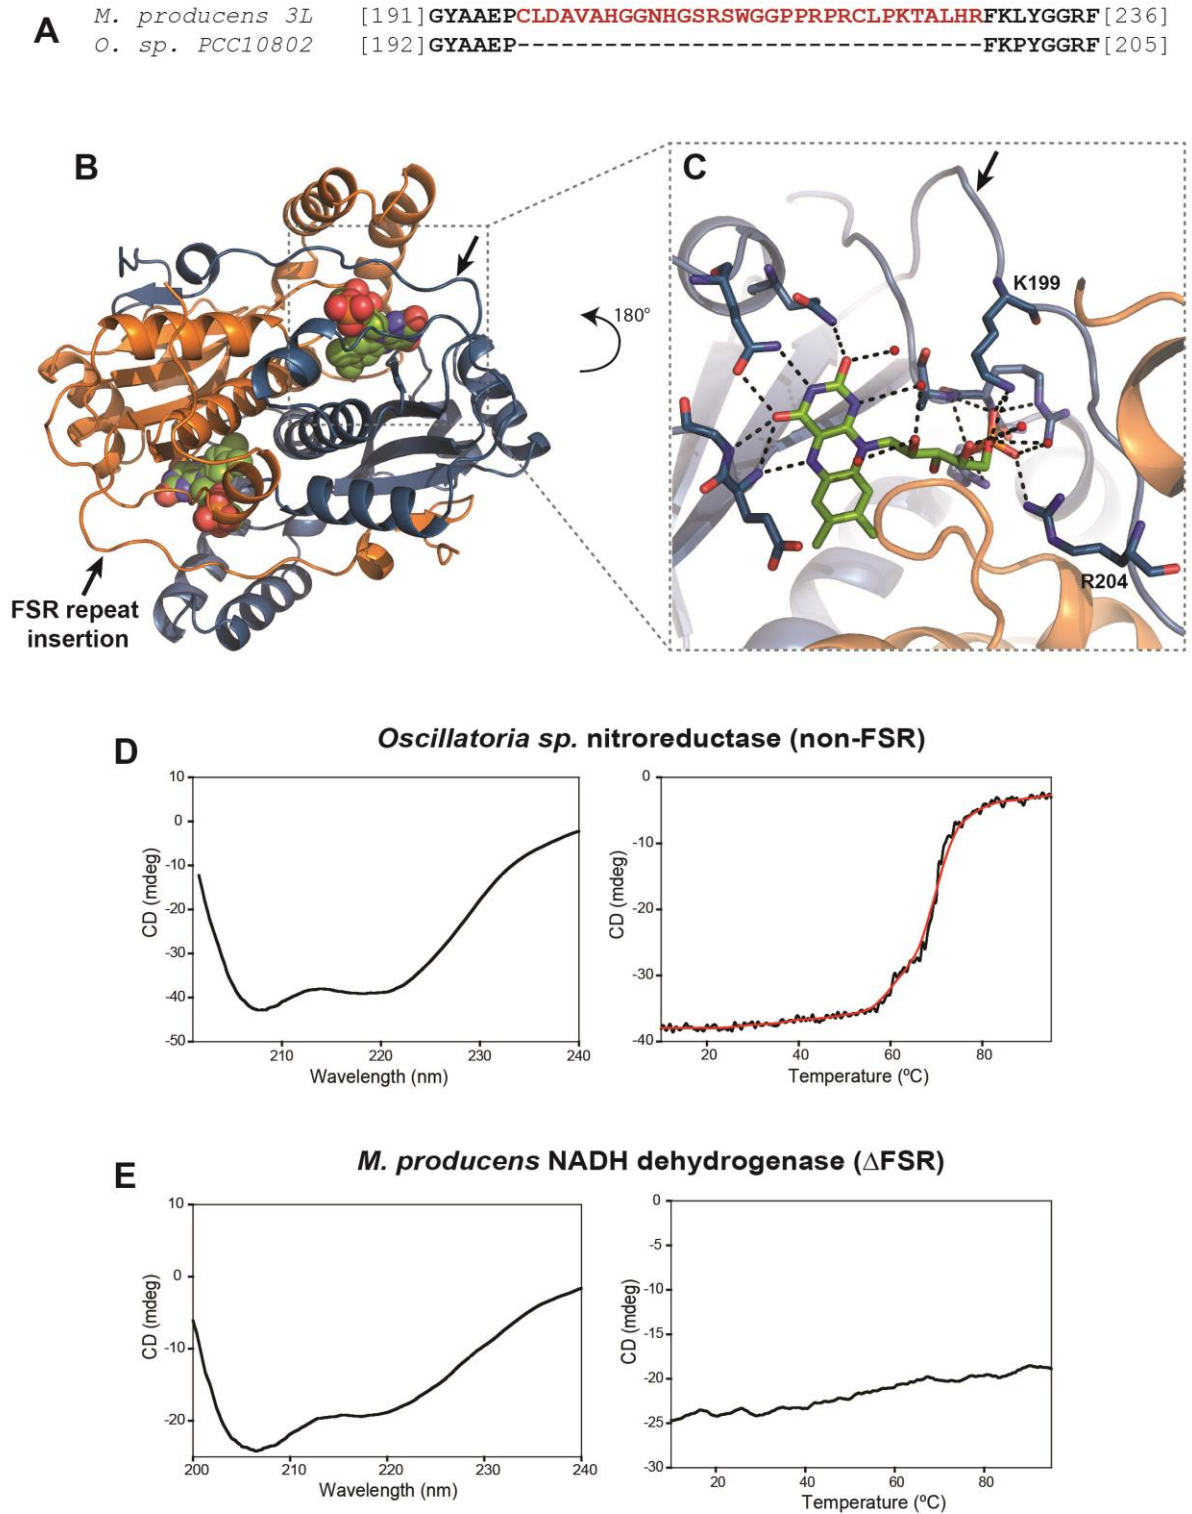 A
M. producens 3L [191]GYAAEPCLDAVAHGGNHGSRSWGGPPRPRCLPKTALHRFKLYGGRF[236]
O. sp. PCC10802 [192]GYAAEP--------------------------------FKPYGGRF[205]
B
C
K199
180°
R204
FSR repeat
insertion
D
Oscillatoria sp. nitroreductase (non-FSR)
10
0
-10
-20
-30
-40
-50
CD (mdeg)
210 220 230 240
Wavelength (nm)
0
-10
-20
-30
-40
CD (mdeg)
20 40 60 80
Temperature (ºC)
E
M. producens NADH dehydrogenase (ΔFSR)
10
0
-10
-20
CD (mdeg)
200 210 220 230 240
Wavelength (nm)
0
-5
-10
-15
-20
-25
-30
CD (mdeg)
20 40 60 80
Temperature (ºC)